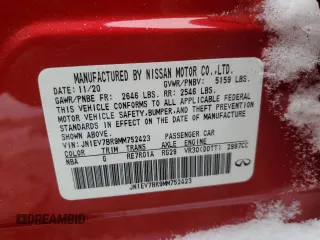 MANUFACTURED BY NISSAN MOTOR CO.,LTD.
DATE: 11/20 GVWR/PNBV: 5159 LBS.
GAWR/PNBE FR: 2646 LBS. RR: 2546 LBS.
THIS VEHICLE CONFORMS TO ALL APPLICABLE
FEDERAL MOTOR VEHICLE SAFETY, BUMPER, AND THEFT PREVENTION
STANDARDS IN EFFECT ON THE DATE OF MANUFACTURE
SHOWN ABOVE.
JN1EV7BR9MM752423 PASSENGER CAR
COLOR TRIM TRANS AXLE ENGINE
NBA G RE7R01A RG29 VR30(DDTT) 2997CC
JN1EV7BR9MM752423
DREAMBID